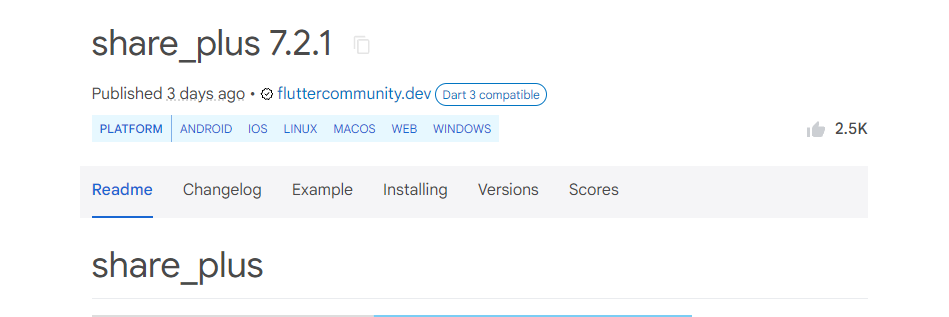 share_plus 7.2.1
Published 3 days ago • fluttercommunity.dev Dart 3 compatible
PLATFORM ANDROID IOS LINUX MACOS WEB WINDOWS
2.5K
Readme Changelog Example Installing Versions Scores
share_plus